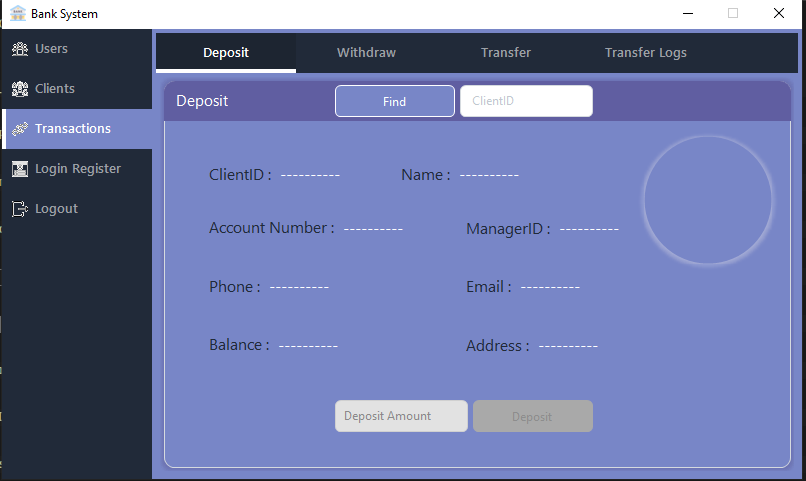 Bank System
Users
Clients
Transactions
Login Register
Logout
Deposit Withdraw Transfer Transfer Logs
Deposit Find ClientID
ClientID : ---------- Name : ----------
Account Number : ---------- ManagerID : ----------
Phone : ---------- Email : ----------
Balance : ---------- Address : ----------
Deposit Amount Deposit